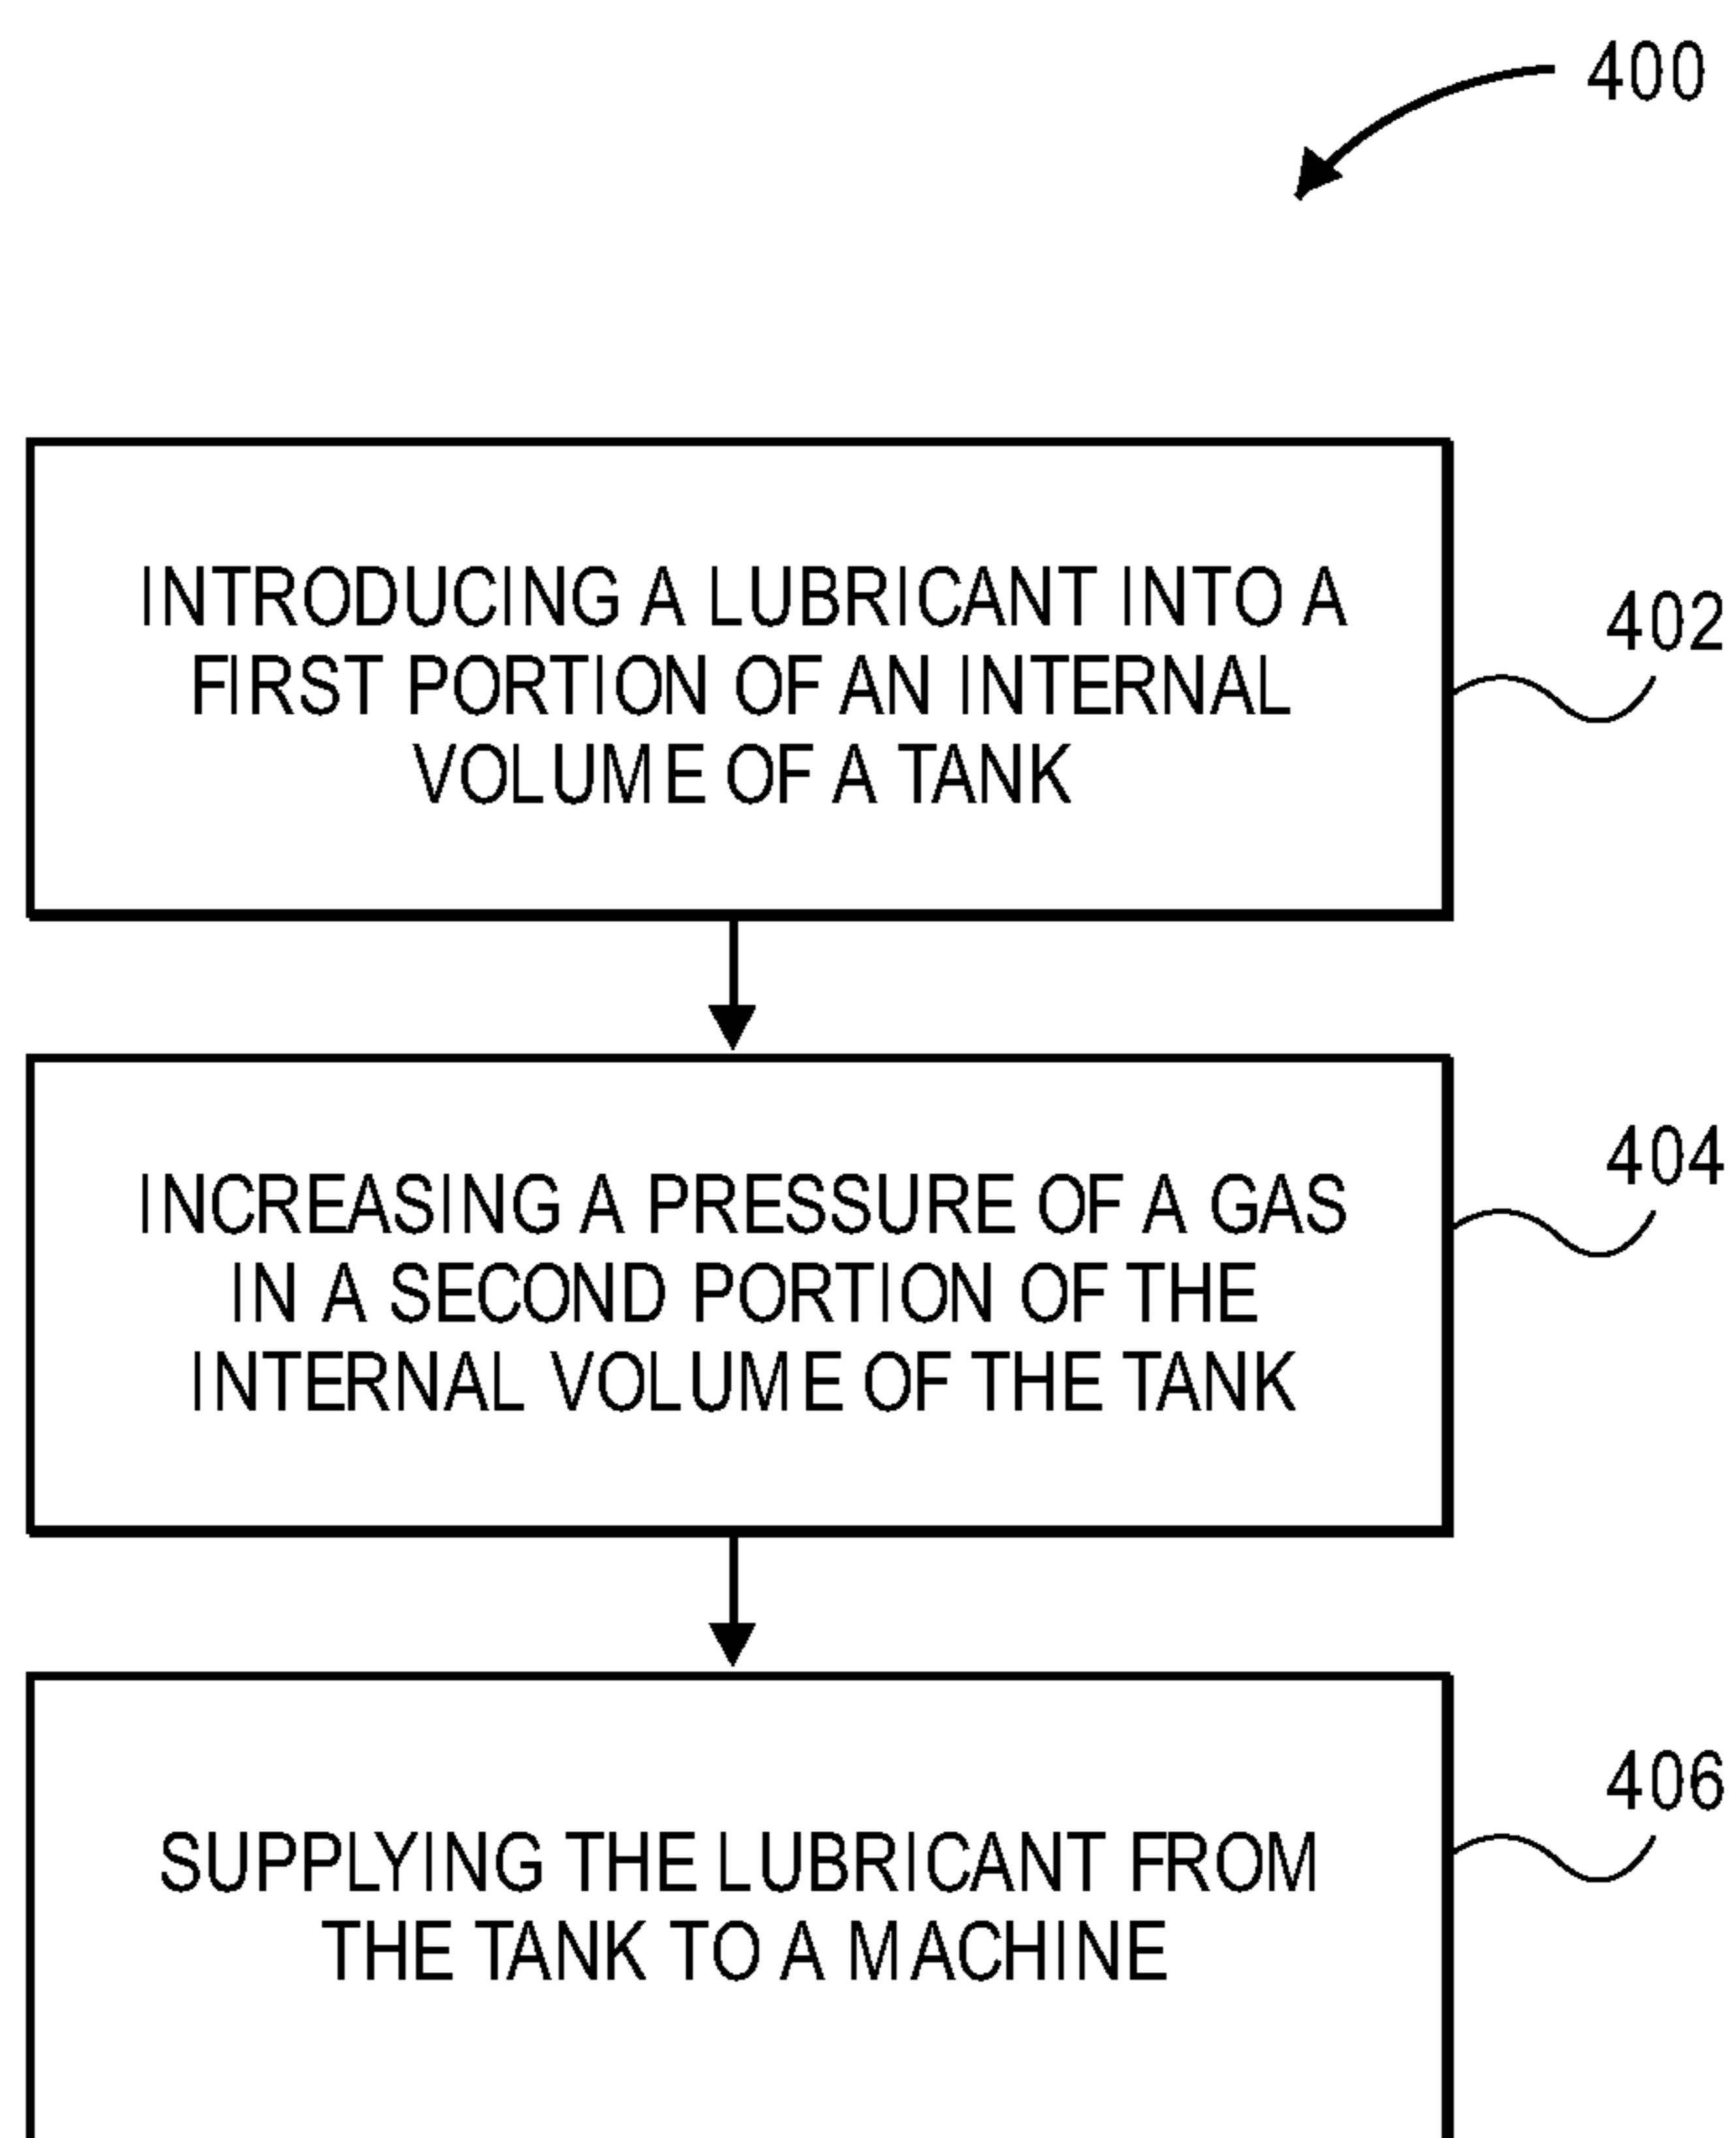 400
INTRODUCING A LUBRICANT INTO A
FIRST PORTION OF AN INTERNAL
VOLUME OF A TANK
402
INCREASING A PRESSURE OF A GAS
IN A SECOND PORTION OF THE
INTERNAL VOLUME OF THE TANK
404
SUPPLYING THE LUBRICANT FROM
THE TANK TO A MACHINE
406